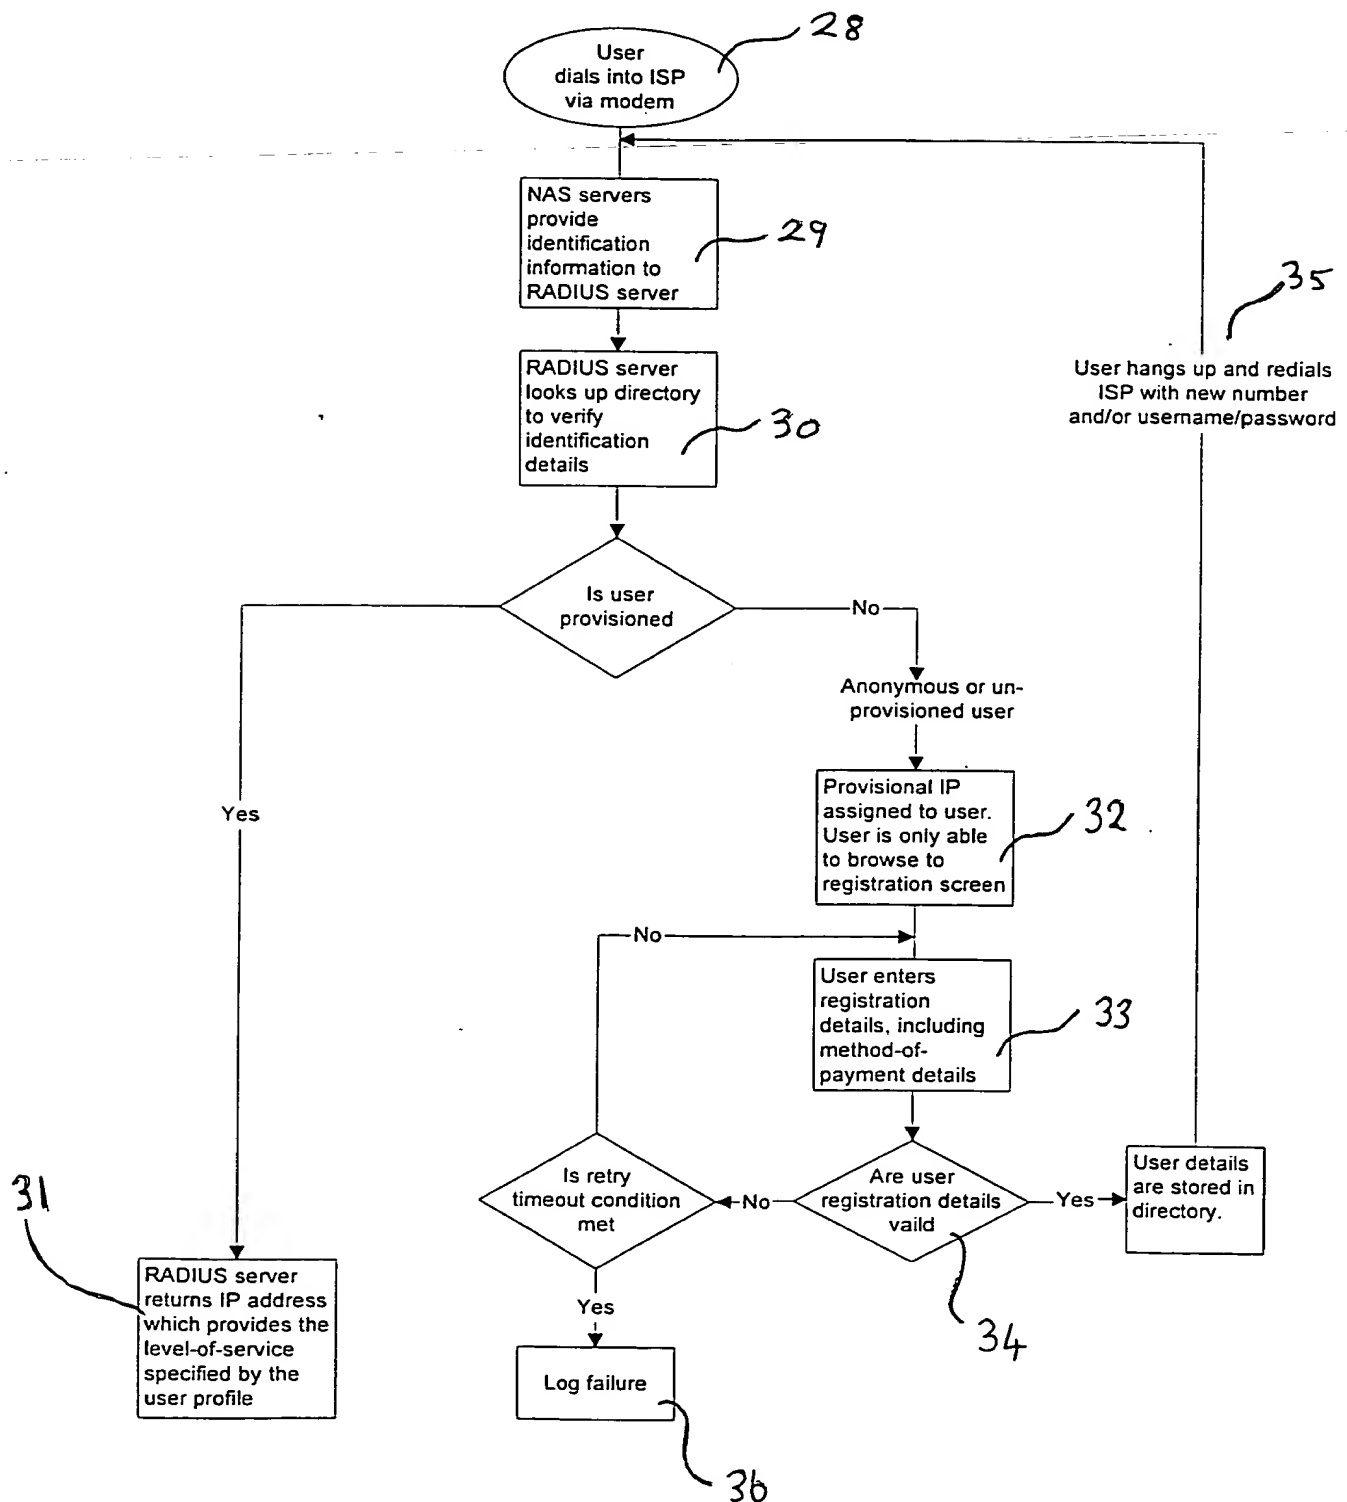 28
User
dials into ISP
via modem
NAS servers
provide
identification
information to
RADIUS server
29
35
RADIUS server
looks up directory
to verify
identification
details
30
User hangs up and redials
ISP with new number
and/or username/password
Is user
provisioned
No
Anonymous or un-
provisioned user
Yes
Provisional IP
assigned to user.
User is only able
to browse to
registration screen
32
No
User enters
registration
details, including
method-of-
payment details
33
Is retry
timeout condition
met
No
Are user
registration details
vaild
Yes
User details
are stored in
directory.
31
RADIUS server
returns IP address
which provides the
level-of-service
specified by the
user profile
Yes
34
Log failure
36